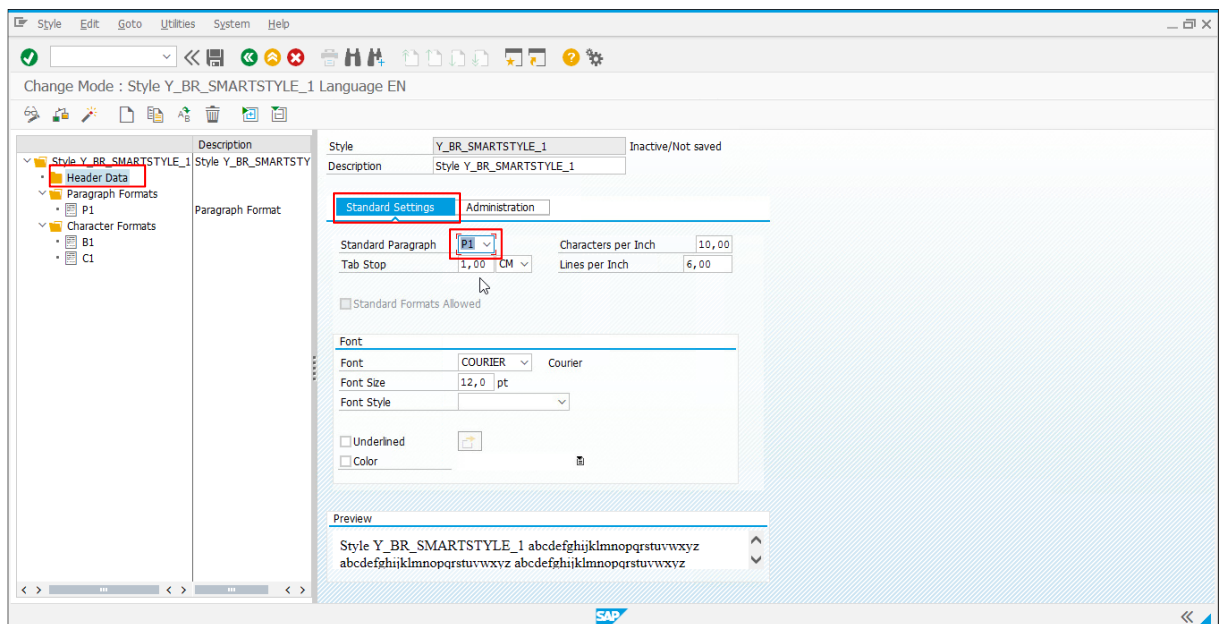 Style Edit Goto Utilities System Help
Change Mode : Style Y_BR_SMARTSTYLE_1 Language EN
Description
Style Y_BR_SMARTSTYLE_1 Style Y_BR_SMARTSTY
Header Data
Paragraph Formats
P1 Paragraph Format
Character Formats
B1
C1
Style Y_BR_SMARTSTYLE_1 Inactive/Not saved
Description Style Y_BR_SMARTSTYLE_1
Standard Settings Administration
Standard Paragraph P1 Characters per Inch 10,00
Tab Stop 1,00 CM Lines per Inch 6,00
Standard Formats Allowed
Font
Font COURIER Courier
Font Size 12,0 pt
Font Style
Underlined
Color
Preview
Style Y_BR_SMARTSTYLE_1 abcdefghijklmnopqrstuvwxyz
abcdefghijklmnopqrstuvwxyz abcdefghijklmnopqrstuvwxyz
SAP